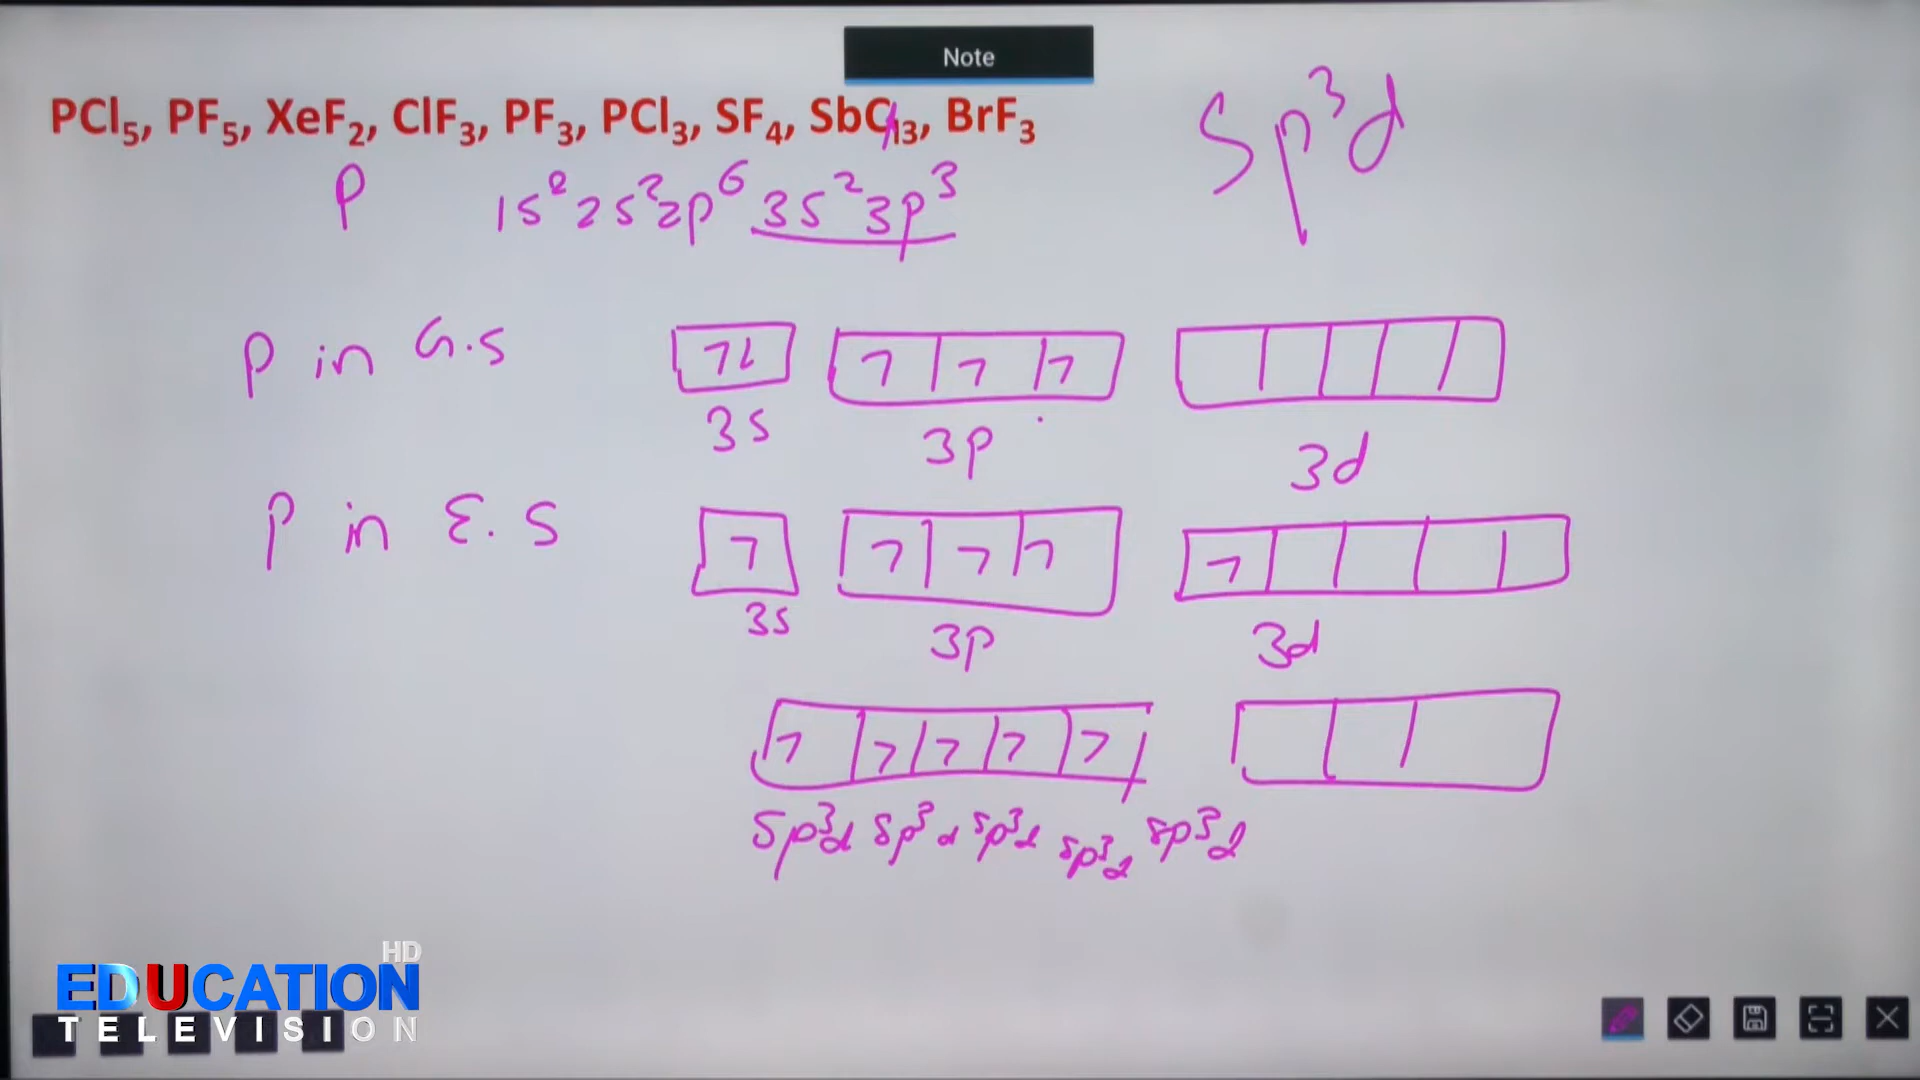 Note
PCl₅, PF₅, XeF₂, ClF₃, PF₃, PCl₃, SF₄, SbCl₃, BrF₃
sp³d
P 1s² 2s² 2p⁶ 3s² 3p³
P in G.S
3s 3p 3d
P in E.S
3s 3p 3d
sp³d sp³d sp³d sp³d sp³d
HD
EDUCATION
TELEVISION